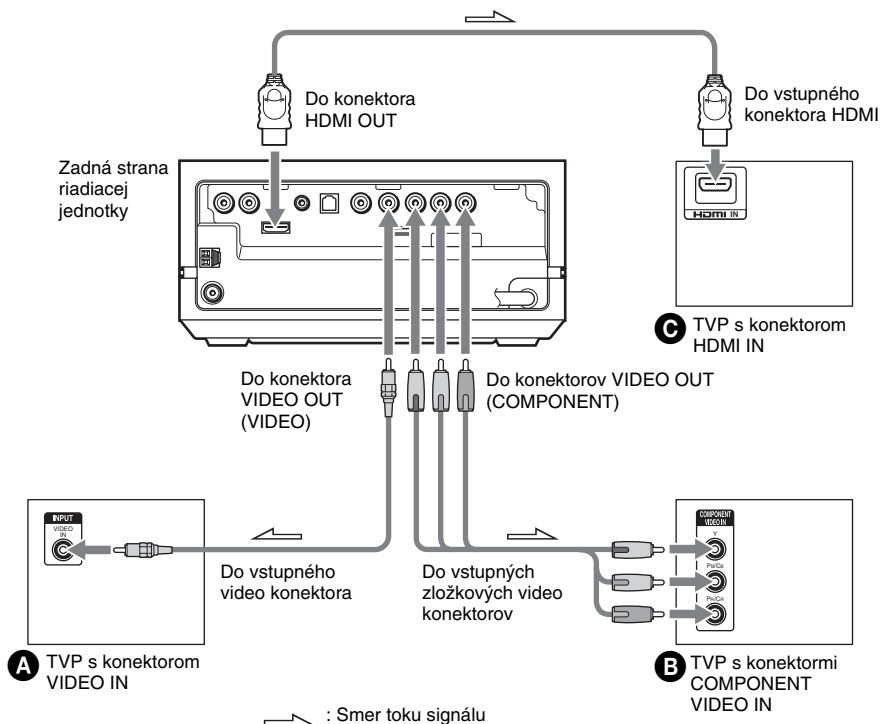 Do konektora
HDMI OUT
Do vstupného
konektora HDMI
Zadná strana
riadiacej
jednotky
HDMI IN
C TVP s konektorom
HDMI IN
Do konektora
VIDEO OUT
(VIDEO)
Do konektorov VIDEO OUT
(COMPONENT)
INPUT
VIDEO
IN
COMPONENT
VIDEO IN
Y
PB/CB
PR/CR
Do vstupného
video konektora
Do vstupných
zložkových video
konektorov
A TVP s konektorom
VIDEO IN
B TVP s konektormi
COMPONENT
VIDEO IN
: Smer toku signálu